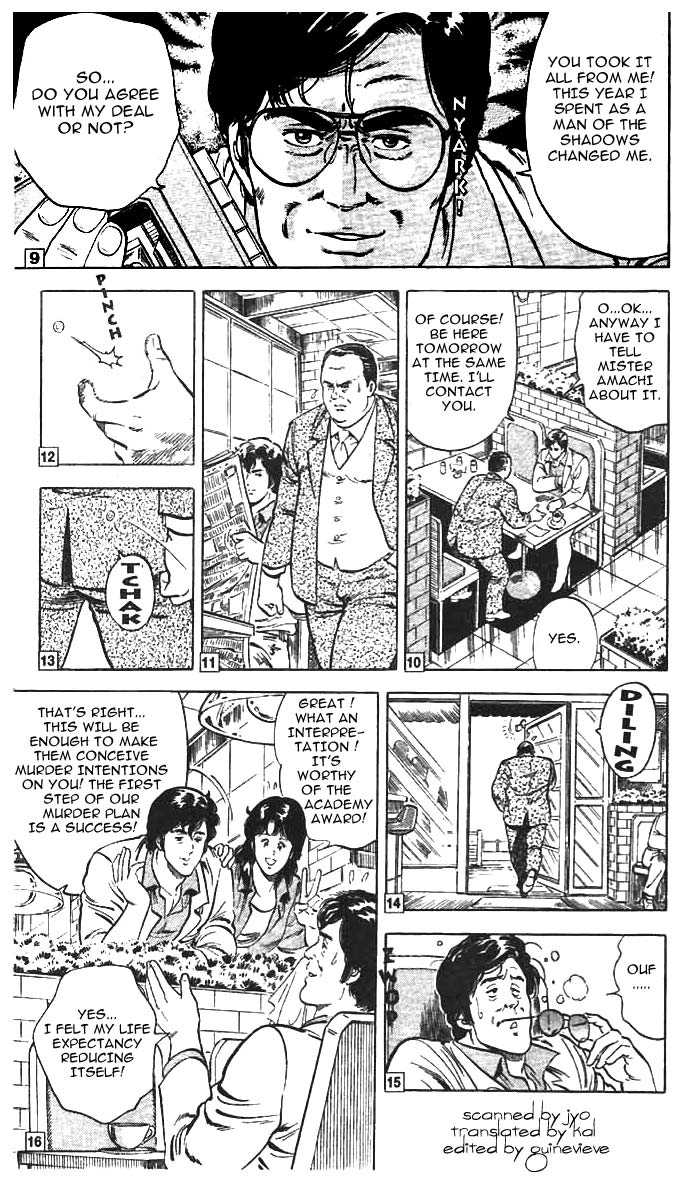 YOU TOOK IT
ALL FROM ME!
THIS YEAR I
SPENT AS A
MAN OF THE
SHADOWS
CHANGED ME.
NYARK!
SO...
DO YOU AGREE
WITH MY DEAL
OR NOT?
9
O...OK...
ANYWAY I
HAVE TO
TELL
MISTER
AMACHI
ABOUT IT.
OF COURSE!
BE HERE
TOMORROW
AT THE SAME
TIME. I'LL
CONTACT
YOU.
YES.
10
11
PINCH
12
TCHAK
13
DILING
14
OUF
.....
15
GREAT !
WHAT AN
INTERPRE-
TATION !
IT'S
WORTHY
OF THE
ACADEMY
AWARD!
THAT'S RIGHT...
THIS WILL BE
ENOUGH TO MAKE
THEM CONCEIVE
MURDER INTENTIONS
ON YOU! THE FIRST
STEP OF OUR
MURDER PLAN
IS A SUCCESS!
YES...
I FELT MY LIFE
EXPECTANCY
REDUCING
ITSELF!
16
scanned by jyo
translated by kal
edited by guinevieve